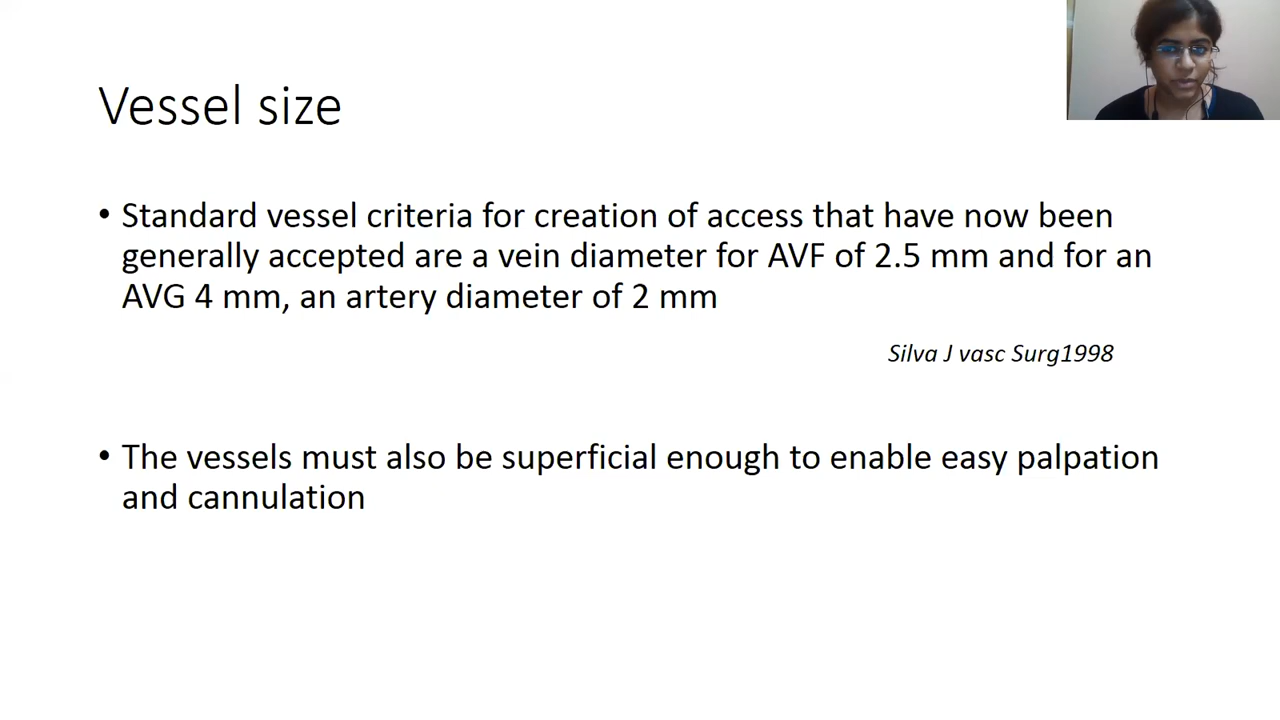 Vessel size
• Standard vessel criteria for creation of access that have now been
generally accepted are a vein diameter for AVF of 2.5 mm and for an
AVG 4 mm, an artery diameter of 2 mm
Silva J vasc Surg1998
• The vessels must also be superficial enough to enable easy palpation
and cannulation